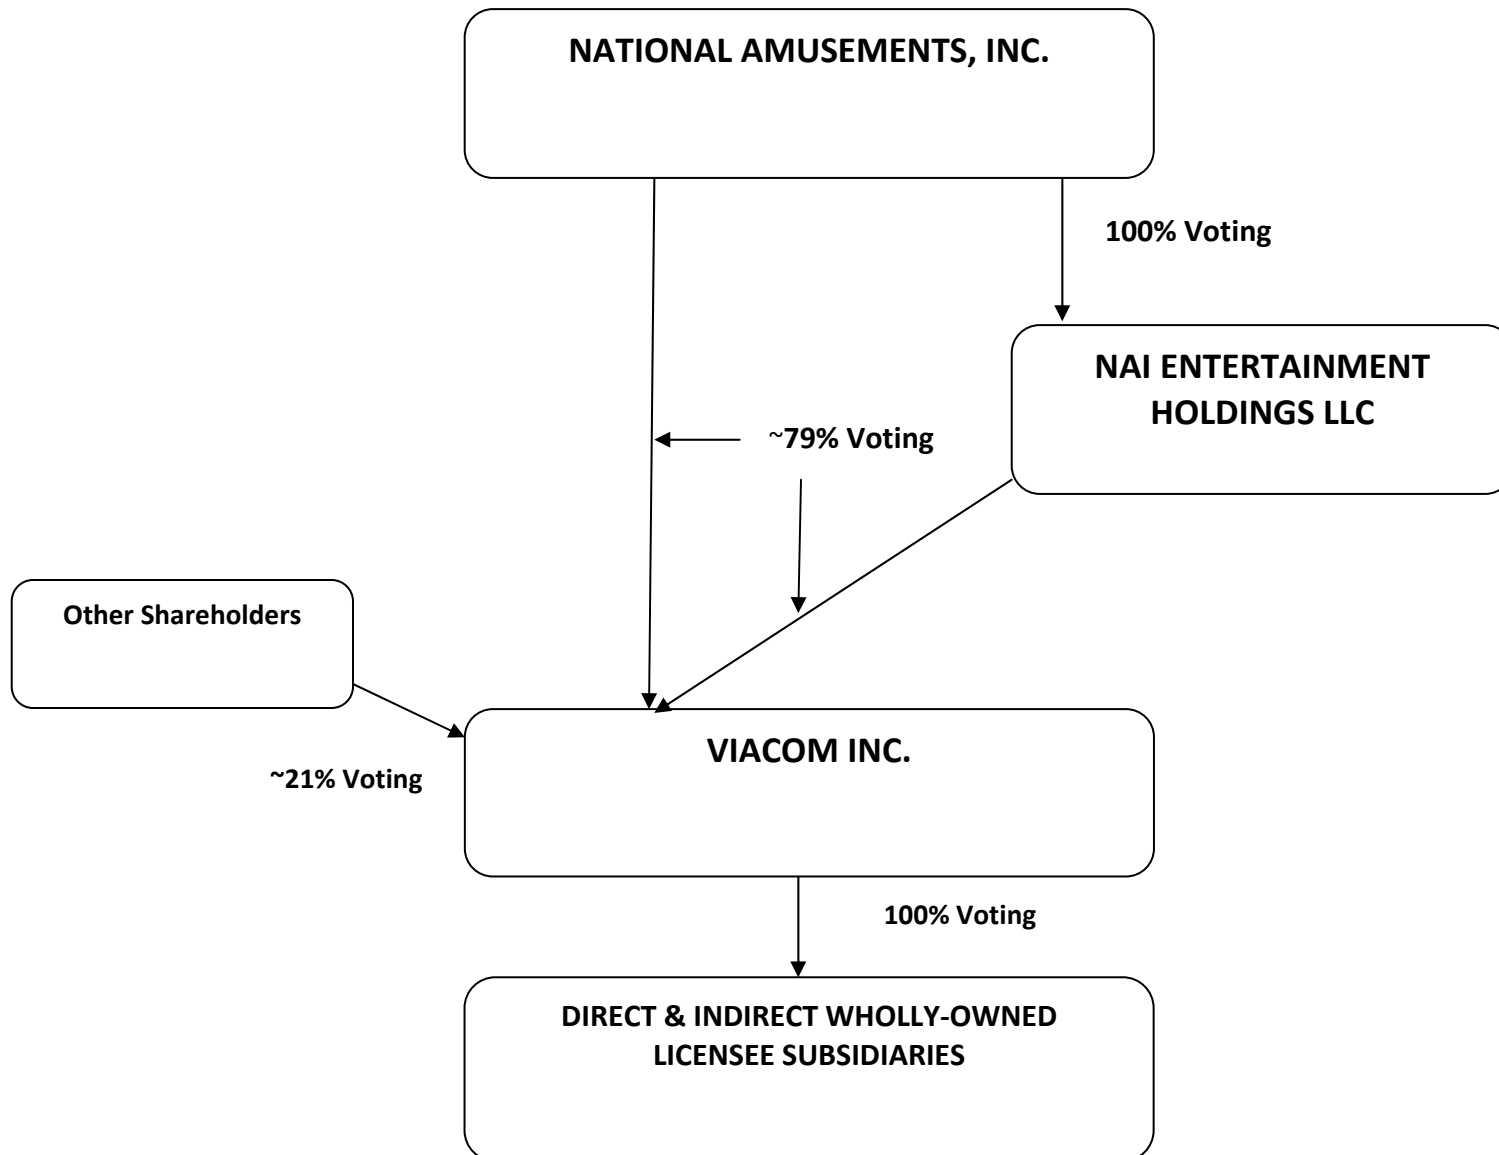 NATIONAL AMUSEMENTS, INC.
100% Voting
NAI ENTERTAINMENT
HOLDINGS LLC
~79% Voting
Other Shareholders
VIACOM INC.
~21% Voting
100% Voting
DIRECT & INDIRECT WHOLLY-OWNED
LICENSEE SUBSIDIARIES